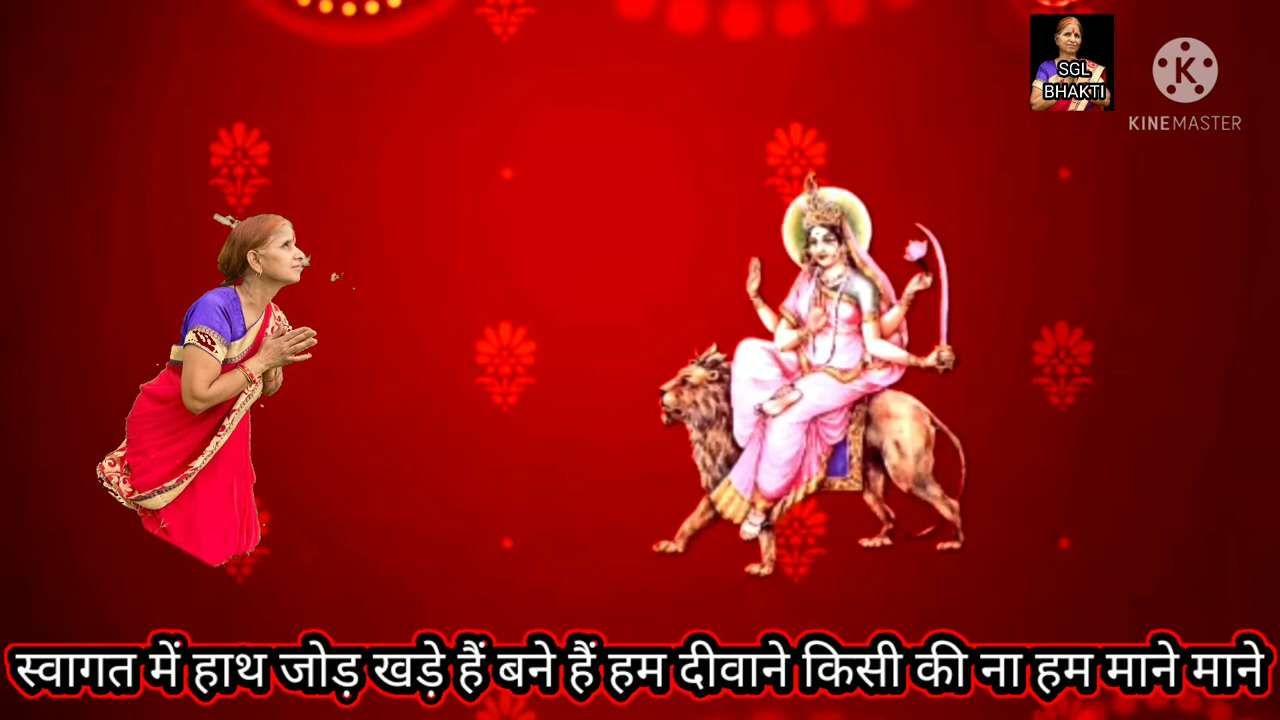 SGL
BHAKTI
K
KINEMASTER
स्वागत में हाथ जोड़ खड़े हैं बने हैं हम दीवाने किसी की ना हम माने माने